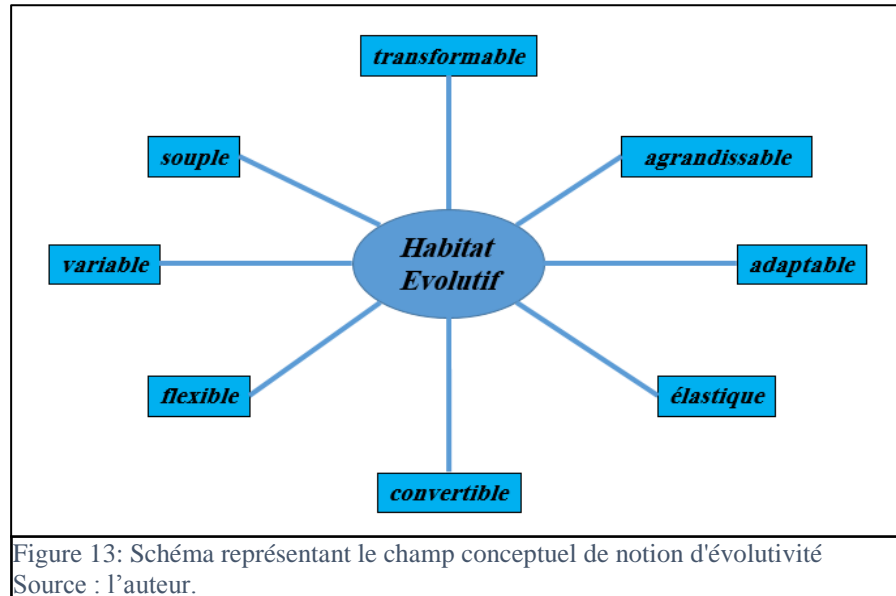 transformable
souple
agrandissable
Habitat
Evolutif
variable
adaptable
flexible
élastique
convertible
Figure 13: Schéma représentant le champ conceptuel de notion d'évolutivité
Source : l’auteur.